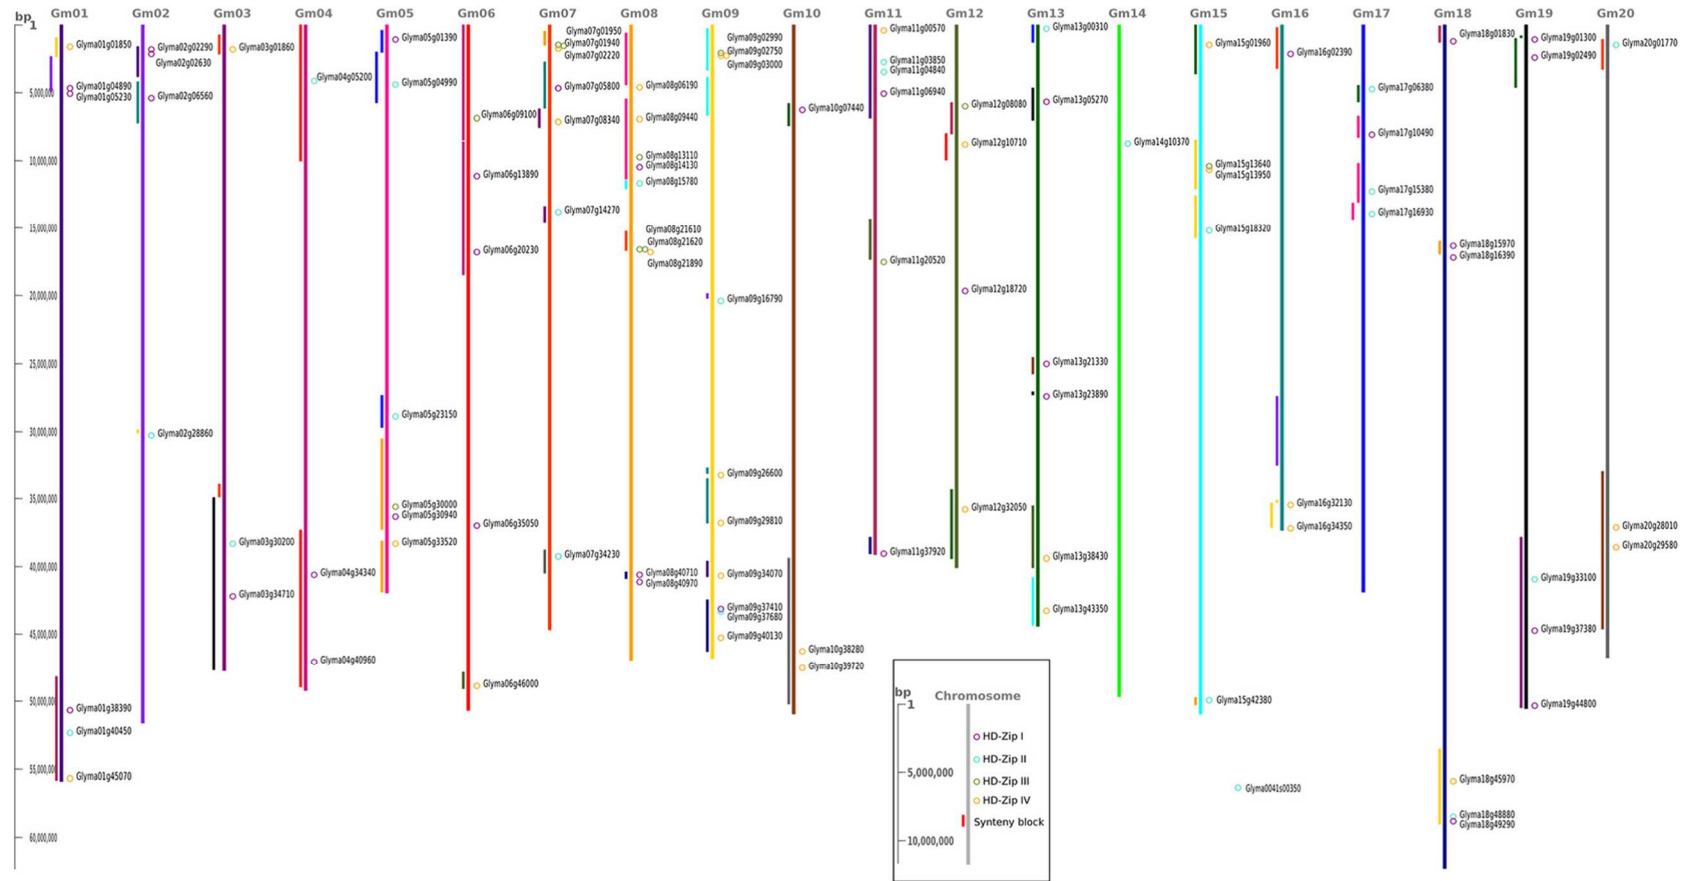 bp
Gm01 Gm02 Gm03 Gm04 Gm05 Gm06 Gm07 Gm08 Gm09 Gm10 Gm11 Gm12 Gm13 Gm14 Gm15 Gm16 Gm17 Gm18 Gm19 Gm20
1
5,000,000
10,000,000
15,000,000
20,000,000
25,000,000
30,000,000
35,000,000
40,000,000
45,000,000
50,000,000
55,000,000
60,000,000
Glyma01g01850
Glyma01g04890
Glyma01g05230
Glyma01g38390
Glyma01g40450
Glyma01g45070
Glyma02g02290
Glyma02g02630
Glyma02g06560
Glyma02g28860
Glyma03g01860
Glyma03g30200
Glyma03g34710
Glyma04g05200
Glyma04g34340
Glyma04g40960
Glyma05g01390
Glyma05g04990
Glyma05g23150
Glyma05g30000
Glyma05g30940
Glyma05g33520
Glyma06g09100
Glyma06g13890
Glyma06g20230
Glyma06g35050
Glyma06g46000
Glyma07g01950
Glyma07g01940
Glyma07g02220
Glyma07g05800
Glyma07g08340
Glyma07g14270
Glyma07g34230
Glyma08g06190
Glyma08g09440
Glyma08g13110
Glyma08g14130
Glyma08g15780
Glyma08g21610
Glyma08g21620
Glyma08g21890
Glyma08g40710
Glyma08g40970
Glyma09g02990
Glyma09g02750
Glyma09g03000
Glyma09g16790
Glyma09g26600
Glyma09g29810
Glyma09g34070
Glyma09g37410
Glyma09g37680
Glyma09g40130
Glyma10g07440
Glyma10g38280
Glyma10g39720
Glyma11g00570
Glyma11g03850
Glyma11g04840
Glyma11g06940
Glyma11g20520
Glyma11g37920
Glyma12g08080
Glyma12g10710
Glyma12g18720
Glyma12g32050
Glyma13g00310
Glyma13g05270
Glyma13g21330
Glyma13g23890
Glyma13g38430
Glyma13g43350
Glyma14g10370
Glyma15g01960
Glyma15g13640
Glyma15g13950
Glyma15g18320
Glyma15g42380
Glyma0041s00350
Glyma16g02390
Glyma16g32130
Glyma16g34350
Glyma17g06380
Glyma17g10490
Glyma17g15380
Glyma17g16930
Glyma18g01830
Glyma18g15970
Glyma18g16390
Glyma18g45970
Glyma18g48880
Glyma18g49290
Glyma19g01300
Glyma19g02490
Glyma19g33100
Glyma19g37380
Glyma19g44800
Glyma20g01770
Glyma20g28010
Glyma20g29580
bp
Chromosome
1
HD-Zip I
HD-Zip II
5,000,000
HD-Zip III
HD-Zip IV
Synteny block
10,000,000